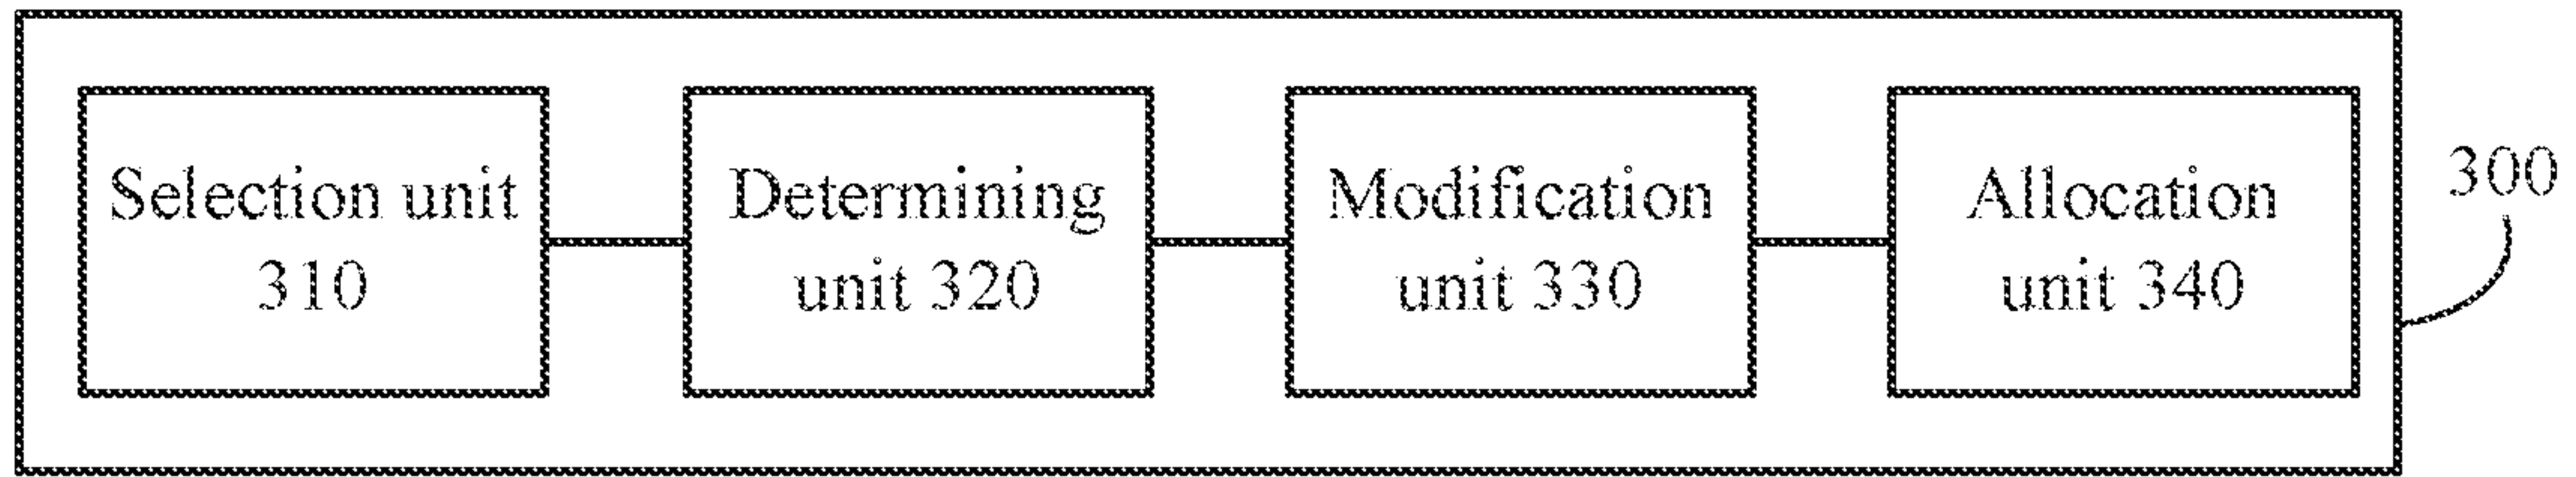 Selection unit
310
Determining
unit 320
Modification
unit 330
Allocation
unit 340
300